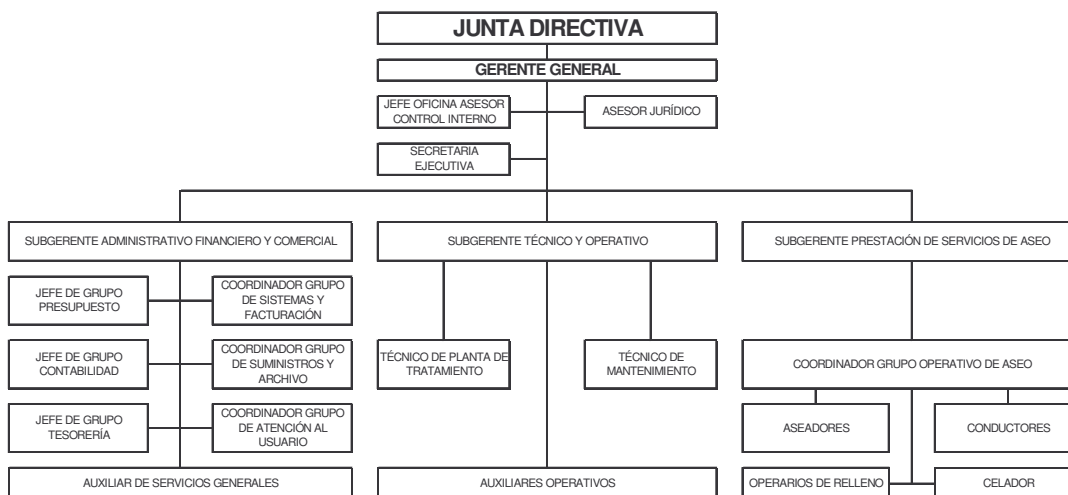 JUNTA DIRECTIVA
GERENTE GENERAL
JEFE OFICINA ASESOR
CONTROL INTERNO
ASESOR JURÍDICO
SECRETARIA
EJECUTIVA
SUBGERENTE ADMINISTRATIVO FINANCIERO Y COMERCIAL
SUBGERENTE TÉCNICO Y OPERATIVO
SUBGERENTE PRESTACIÓN DE SERVICIOS DE ASEO
JEFE DE GRUPO
PRESUPUESTO
COORDINADOR GRUPO
DE SISTEMAS Y
FACTURACIÓN
JEFE DE GRUPO
CONTABILIDAD
COORDINADOR GRUPO
DE SUMINISTROS Y
ARCHIVO
TÉCNICO DE PLANTA DE
TRATAMIENTO
TÉCNICO DE
MANTENIMIENTO
COORDINADOR GRUPO OPERATIVO DE ASEO
JEFE DE GRUPO
TESORERÍA
COORDINADOR GRUPO
DE ATENCIÓN AL
USUARIO
ASEADORES
CONDUCTORES
AUXILIAR DE SERVICIOS GENERALES
AUXILIARES OPERATIVOS
OPERARIOS DE RELLENO
CELADOR